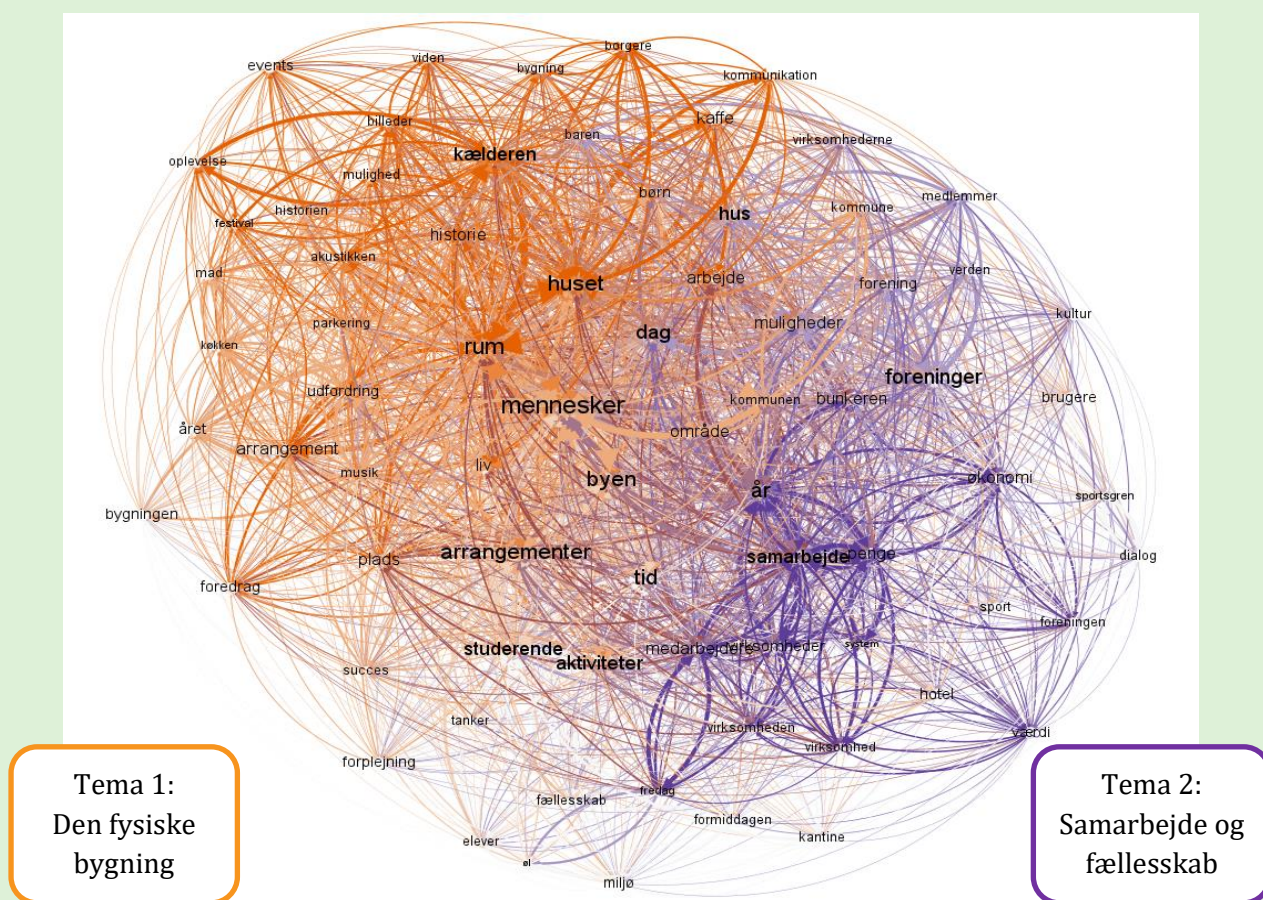 borgere
events
viden
bygning
kommunikation
billeder
kaffe
baren
virksomhederne
oplevelse
kælderen
mulighed
børn
medlemmer
historien
hus
kommune
festival
historie
akustikken
mad
huset
arbejde
forening
verden
parkering
muligheder
kultur
køkken
rum
dag
udfordring
mennesker
kommunen
bunkeren
foreninger
brugere
året
område
arrangement
musik
liv
byen
år
økonomi
sportsgren
bygningen
plads
arrangementer
samarbejde
penge
dialog
foredrag
tid
sport
foreningen
studerende
aktiviteter
medarbejdere
virksomheder
system
succes
hotel
tanker
virksomheden
virksomhed
værdi
forplejning
fredag
fællesskab
formiddagen
kantine
elever
øl
miljø
Tema 1:
Den fysiske
bygning
Tema 2:
Samarbejde og
fællesskab